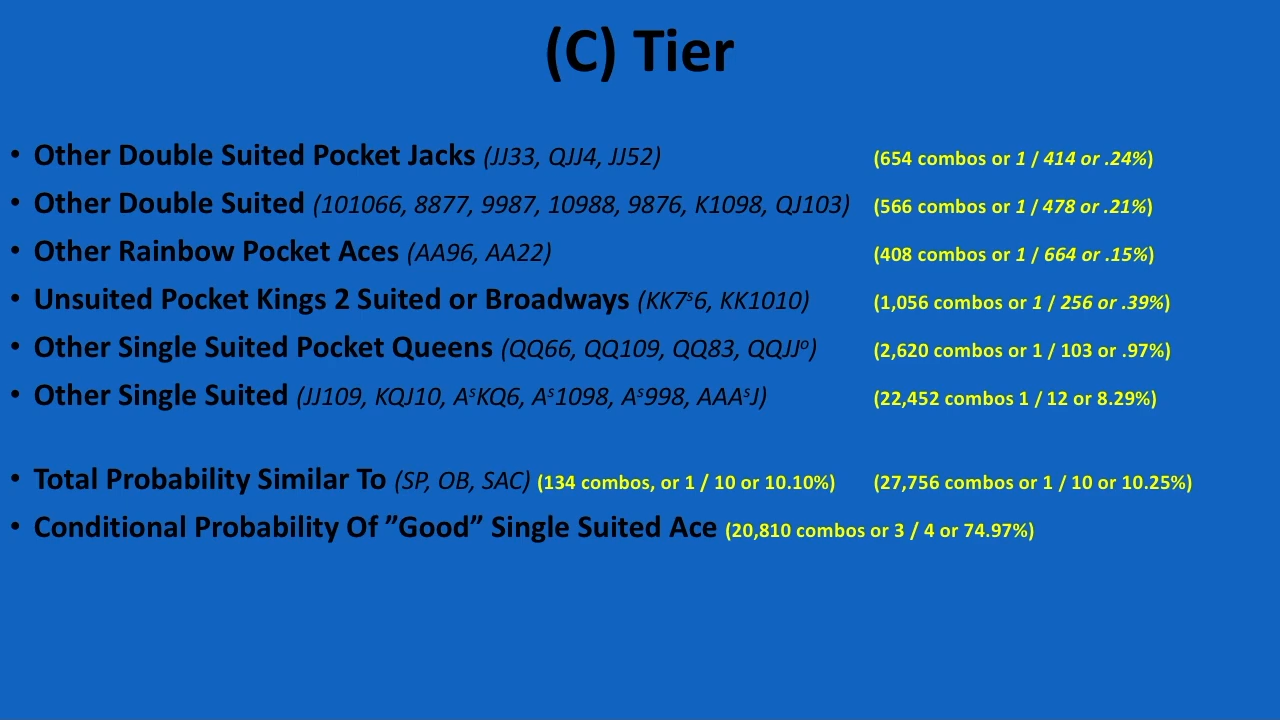 (C) Tier
• Other Double Suited Pocket Jacks (JJ33, QJJ4, JJ52) (654 combos or 1 / 414 or .24%)
• Other Double Suited (101066, 8877, 9987, 10988, 9876, K1098, QJ103) (566 combos or 1 / 478 or .21%)
• Other Rainbow Pocket Aces (AA96, AA22) (408 combos or 1 / 664 or .15%)
• Unsuited Pocket Kings 2 Suited or Broadways (KK7ˢ6, KK1010) (1,056 combos or 1 / 256 or .39%)
• Other Single Suited Pocket Queens (QQ66, QQ109, QQ83, QQJJᵒ) (2,620 combos or 1 / 103 or .97%)
• Other Single Suited (JJ109, KQJ10, AˢKQ6, Aˢ1098, Aˢ998, AAAˢJ) (22,452 combos 1 / 12 or 8.29%)
• Total Probability Similar To (SP, OB, SAC) (134 combos, or 1 / 10 or 10.10%) (27,756 combos or 1 / 10 or 10.25%)
• Conditional Probability Of ”Good” Single Suited Ace (20,810 combos or 3 / 4 or 74.97%)